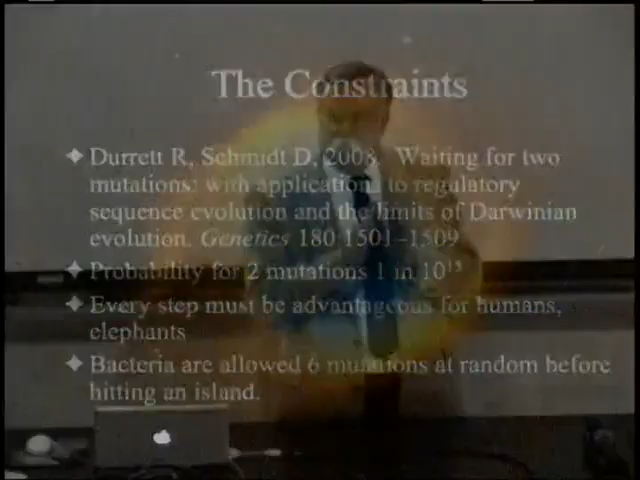 The Constraints
Durrett R, Schmidt D, 2008. Waiting for two
mutations: with applications to regulatory
sequence evolution and the limits of Darwinian
evolution. Genetics 180 1501-1509
Probability for 2 mutations 1 in 10¹⁵
Every step must be advantageous for humans,
elephants
Bacteria are allowed 6 mutations at random before
hitting an island.